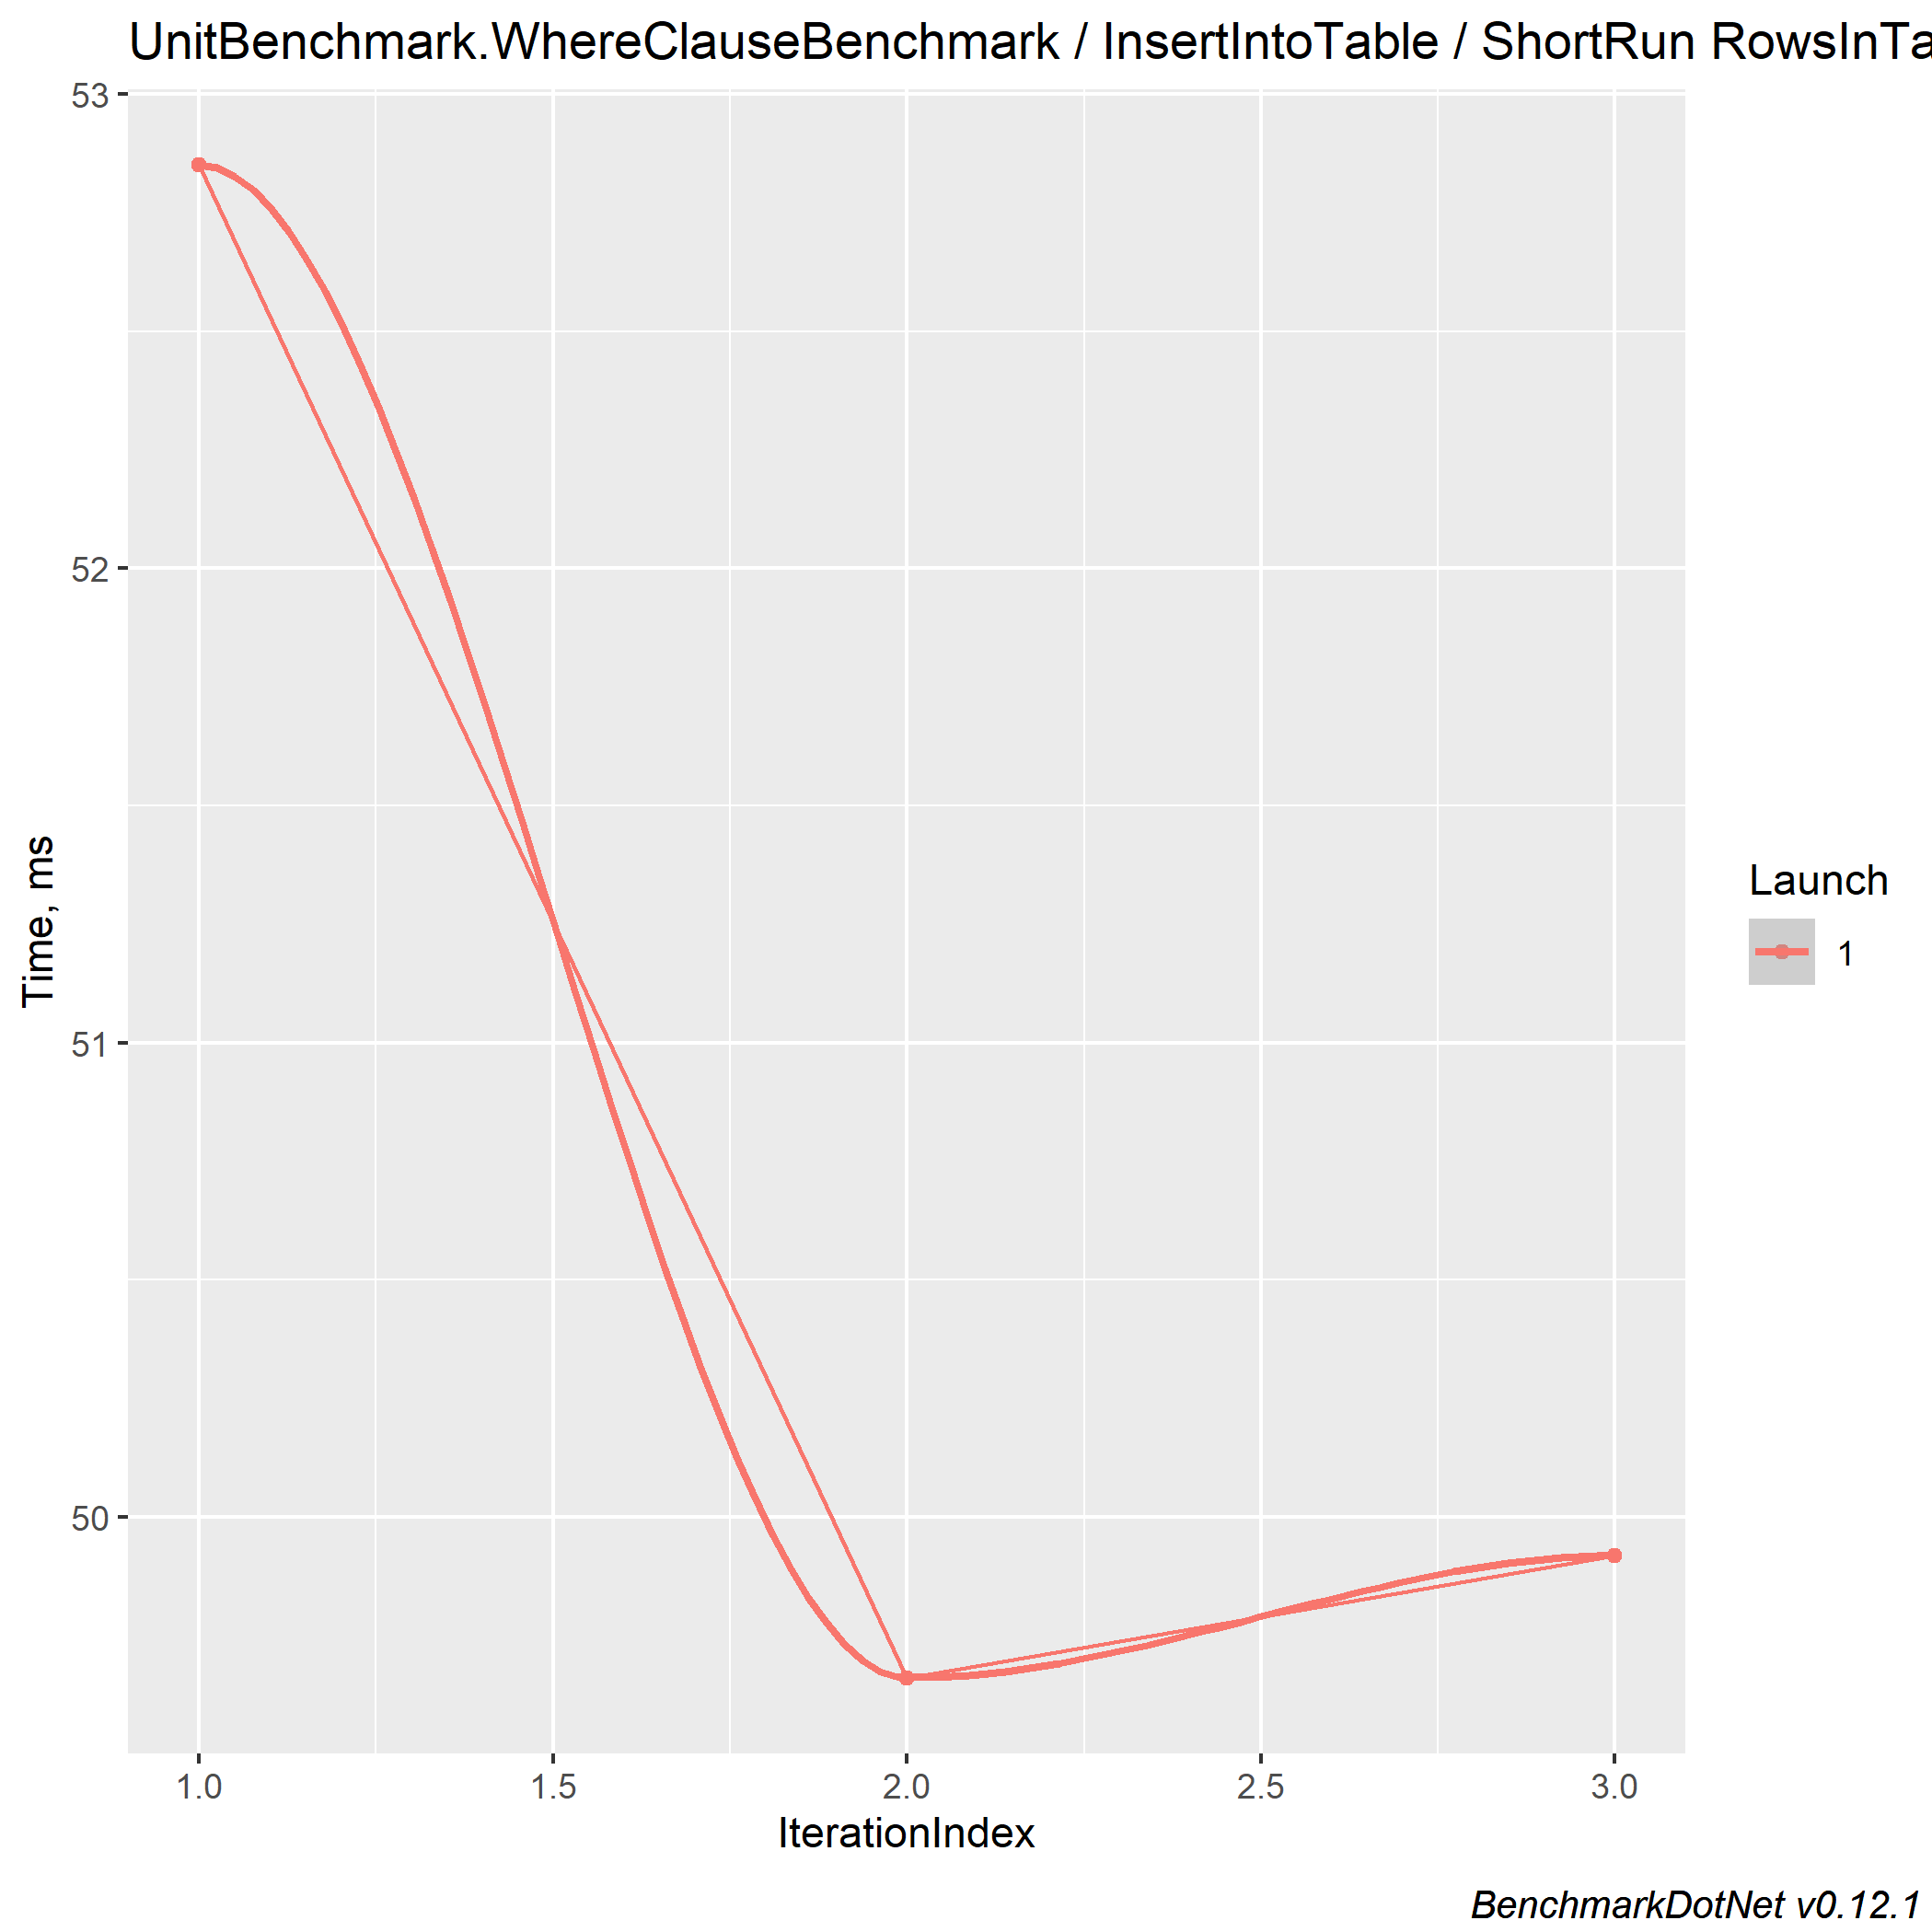 UnitBenchmark.WhereClauseBenchmark / InsertIntoTable / ShortRun RowsInTa
53
52
51
50
Time, ms
1.0 1.5 2.0 2.5 3.0
IterationIndex
Launch
1
BenchmarkDotNet v0.12.1